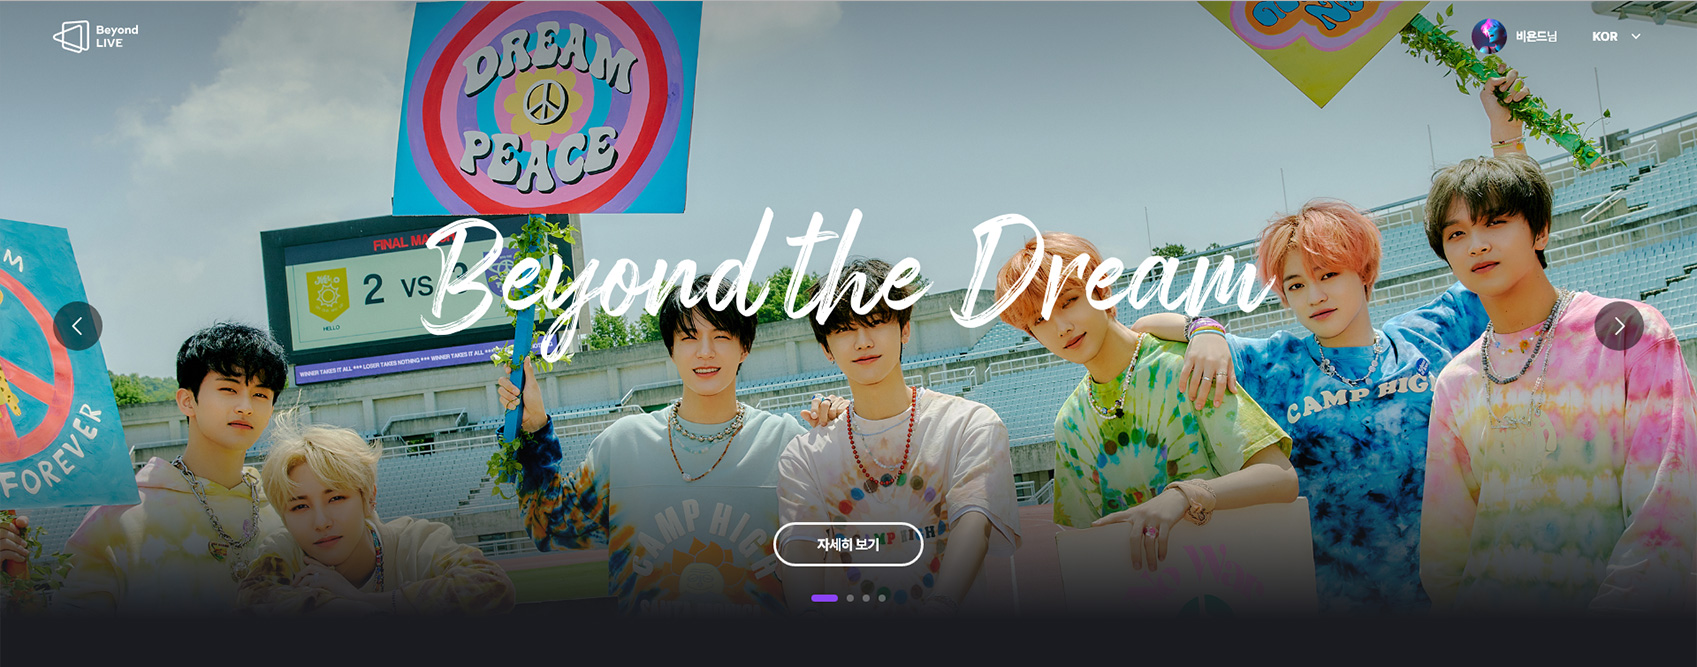 Beyond
LIVE
비욘드님
KOR
DREAM
PEACE
FINAL MA
2 VS
HELLO
WINNER TAKES IT ALL *** LOSER TAKES NOTHING *** WINNER TAKES IT ALL
Beyond the Dream
FOREVER
CAMP HIGH
CAMP HIGH
CAMP HIG
자세히 보기